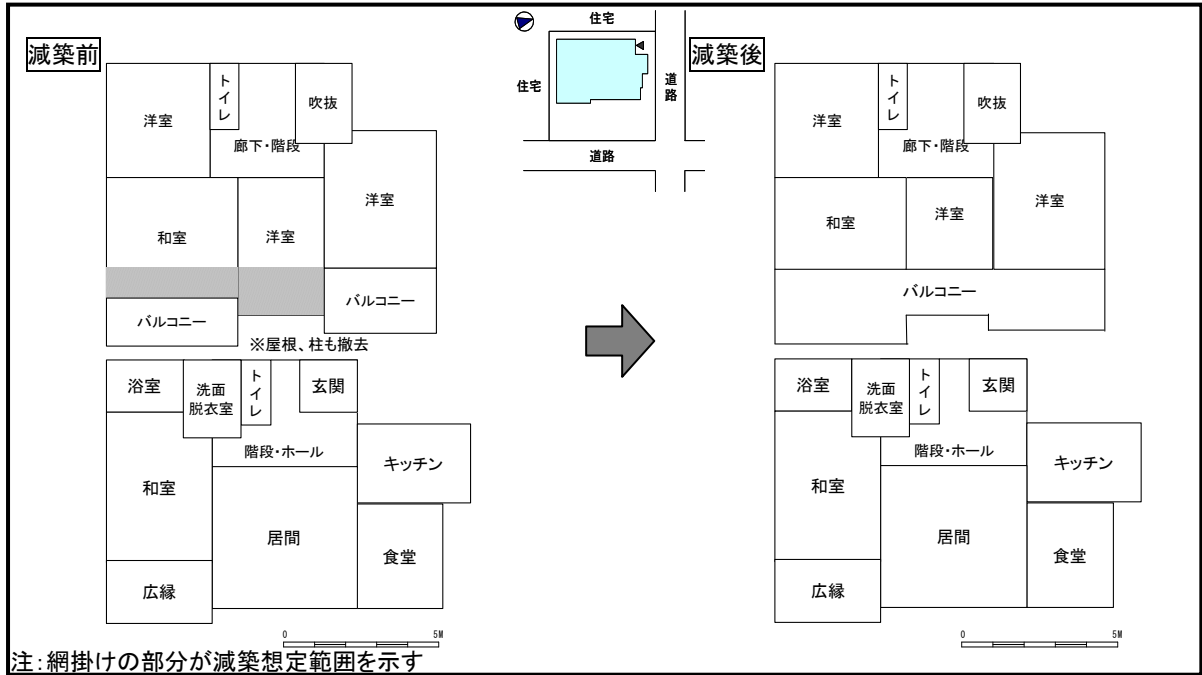 減築前
洋室
トイレ
吹抜
廊下・階段
洋室
和室
洋室
バルコニー
バルコニー
※屋根、柱も撤去
浴室
洗面
脱衣室
トイレ
玄関
階段・ホール
キッチン
和室
居間
食堂
広縁
0 5M
注:網掛けの部分が減築想定範囲を示す
住宅
住宅
道路
道路
減築後
洋室
トイレ
吹抜
廊下・階段
洋室
和室
洋室
バルコニー
浴室
洗面
脱衣室
トイレ
玄関
階段・ホール
キッチン
和室
居間
食堂
広縁
0 5M